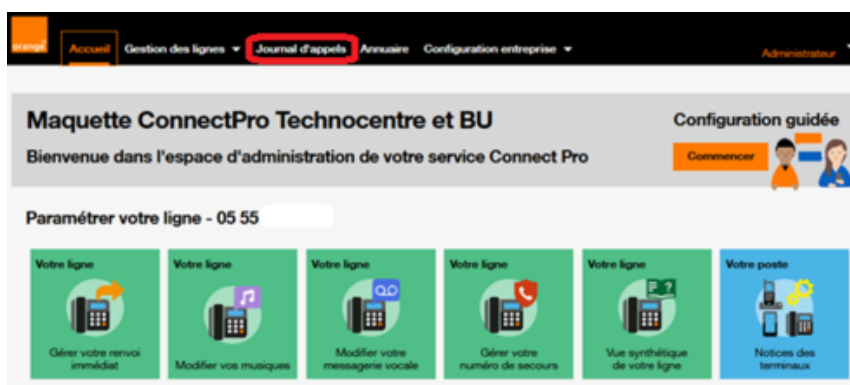 orange
Accueil Gestion des lignes Journal d'appels Annuaire Configuration entreprise Administrateur
Maquette ConnectPro Technocentre et BU
Bienvenue dans l'espace d'administration de votre service Connect Pro
Configuration guidée
Commencer
Paramétrer votre ligne - 05 55
Votre ligne
Gérer votre renvoi
immédiat
Votre ligne
Modifier vos musiques
Votre ligne
Modifier votre
messagerie vocale
Votre ligne
Gérer votre
numéro de secours
Votre ligne
?
Vue synthétique
de votre ligne
Votre poste
Notices des
terminaux